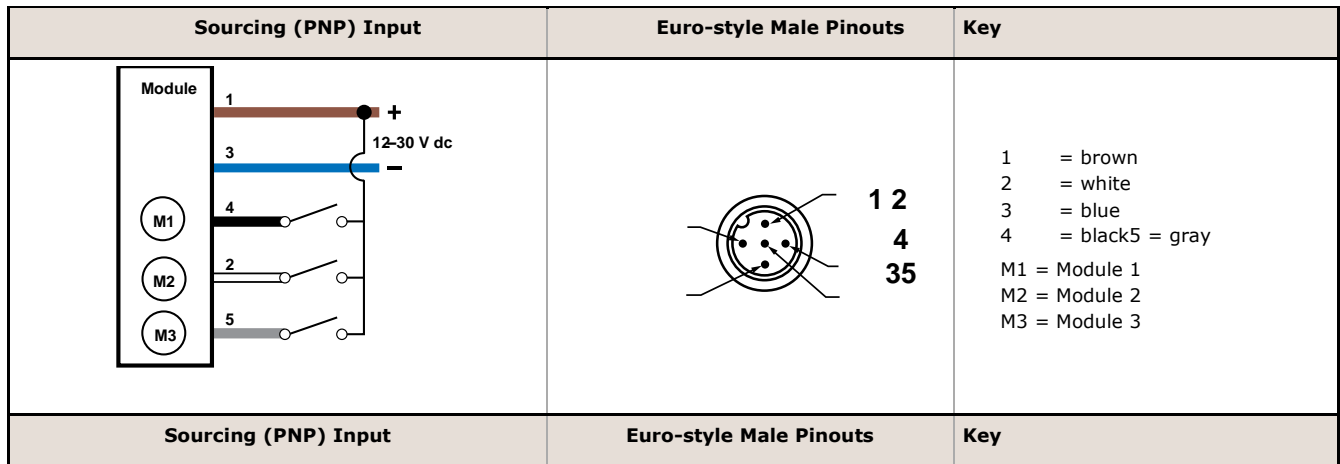 Sourcing (PNP) Input
Euro-style Male Pinouts
Key
Module
1
+
12–30 V dc
3
–
M1
4
M2
2
M3
5
1 2
4
35
1 = brown
2 = white
3 = blue
4 = black5 = gray
M1 = Module 1
M2 = Module 2
M3 = Module 3
Sourcing (PNP) Input
Euro-style Male Pinouts
Key